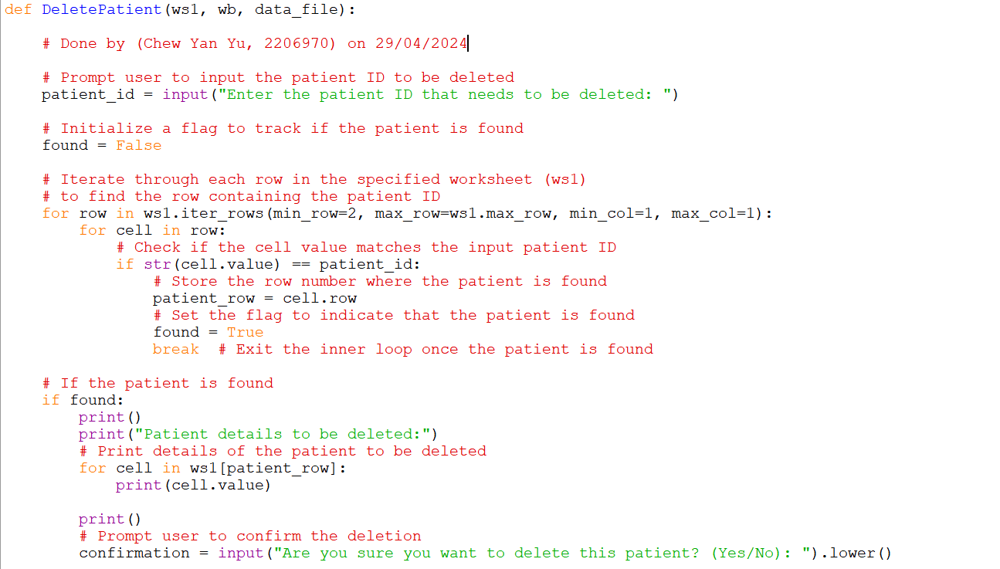 def DeletePatient(ws1, wb, data_file):
# Done by (Chew Yan Yu, 2206970) on 29/04/2024
# Prompt user to input the patient ID to be deleted
patient_id = input("Enter the patient ID that needs to be deleted: ")
# Initialize a flag to track if the patient is found
found = False
# Iterate through each row in the specified worksheet (ws1)
# to find the row containing the patient ID
for row in ws1.iter_rows(min_row=2, max_row=ws1.max_row, min_col=1, max_col=1):
for cell in row:
# Check if the cell value matches the input patient ID
if str(cell.value) == patient_id:
# Store the row number where the patient is found
patient_row = cell.row
# Set the flag to indicate that the patient is found
found = True
break  # Exit the inner loop once the patient is found
# If the patient is found
if found:
print()
print("Patient details to be deleted:")
# Print details of the patient to be deleted
for cell in ws1[patient_row]:
print(cell.value)
print()
# Prompt user to confirm the deletion
confirmation = input("Are you sure you want to delete this patient? (Yes/No): ").lower()